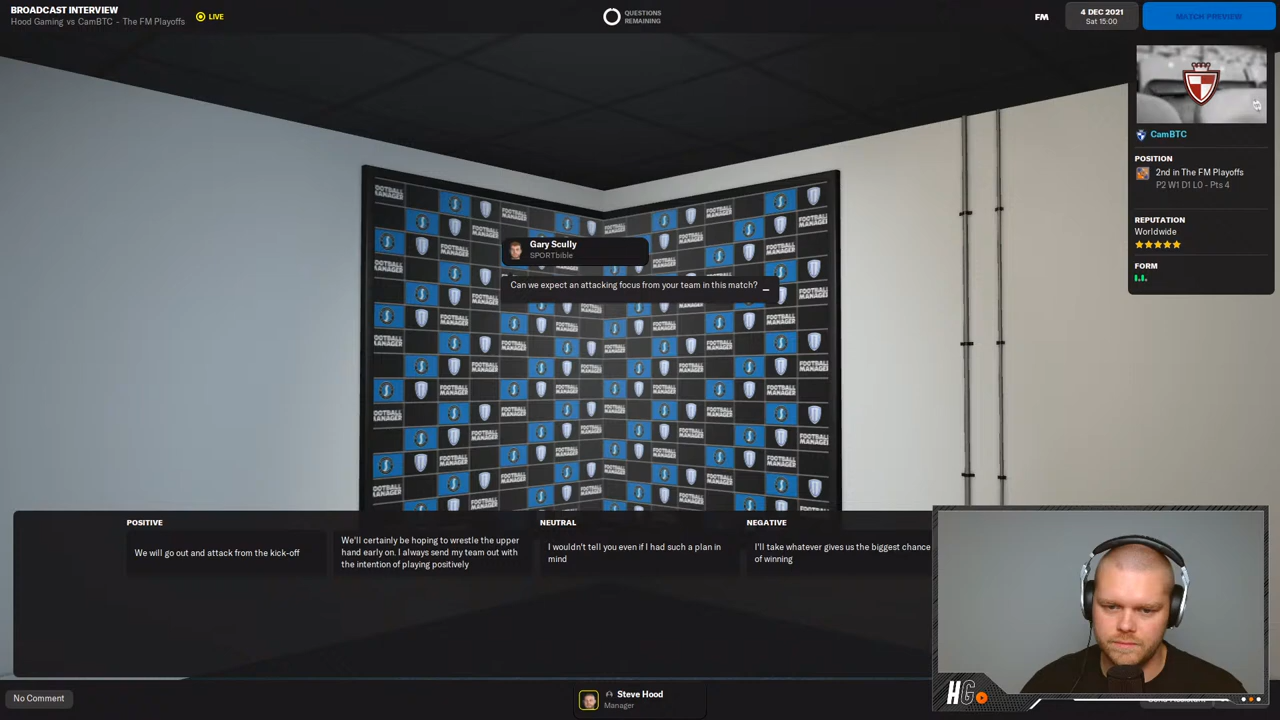 BROADCAST INTERVIEW
Hood Gaming vs CamBTC - The FM Playoffs
LIVE
QUESTIONS
REMAINING
FM
4 DEC 2021
Sat 15:00
MATCH PREVIEW
CamBTC
POSITION
2nd in The FM Playoffs
P2 W1 D1 L0 - Pts 4
REPUTATION
Worldwide
FORM
FOOTBALL
MANAGER
Gary Scully
SPORTbible
Can we expect an attacking focus from your team in this match?
POSITIVE
We will go out and attack from the kick-off
We'll certainly be hoping to wrestle the upper
hand early on. I always send my team out with
the intention of playing positively
NEUTRAL
I wouldn't tell you even if I had such a plan in
mind
NEGATIVE
I'll take whatever gives us the biggest chance
of winning
No Comment
Steve Hood
Manager
HG